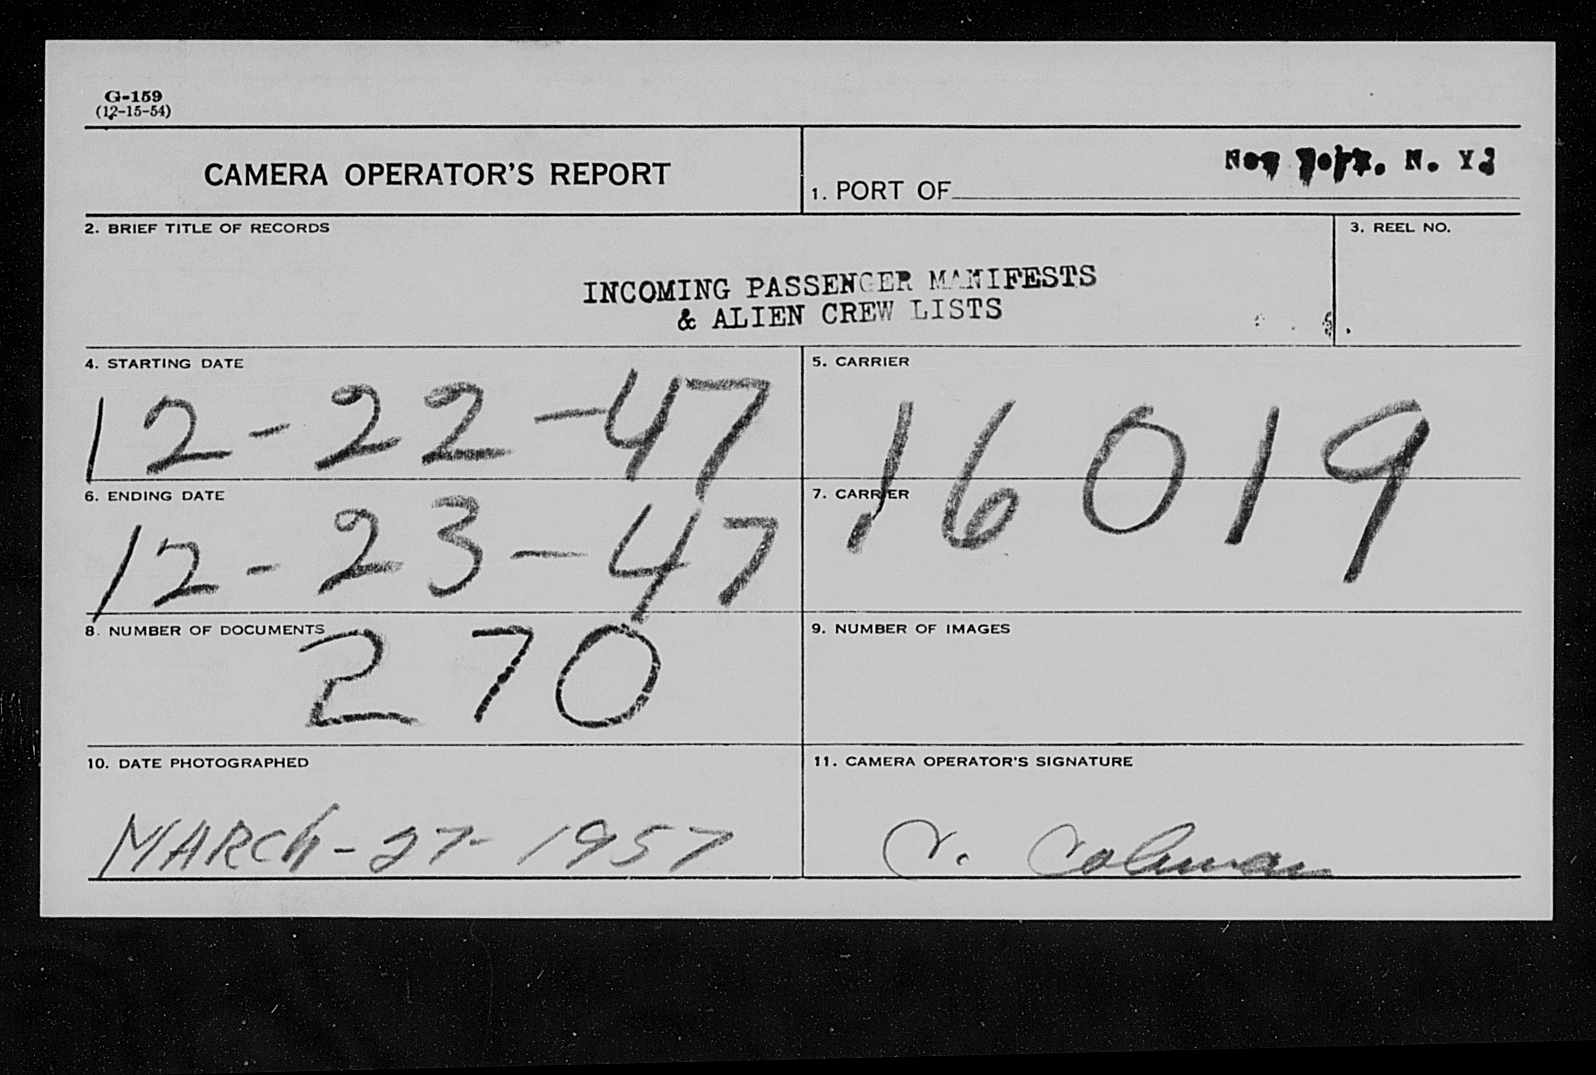 G-159
(12-15-54)
CAMERA OPERATOR'S REPORT
1. PORT OF New York, N. Y.
2. BRIEF TITLE OF RECORDS
INCOMING PASSENGER MANIFESTS
& ALIEN CREW LISTS
3. REEL NO.
4. STARTING DATE
12-22-47
5. CARRIER
16019
6. ENDING DATE
12-23-47
7. CARRIER
8. NUMBER OF DOCUMENTS
270
9. NUMBER OF IMAGES
10. DATE PHOTOGRAPHED
MARCh-27-1957
11. CAMERA OPERATOR'S SIGNATURE